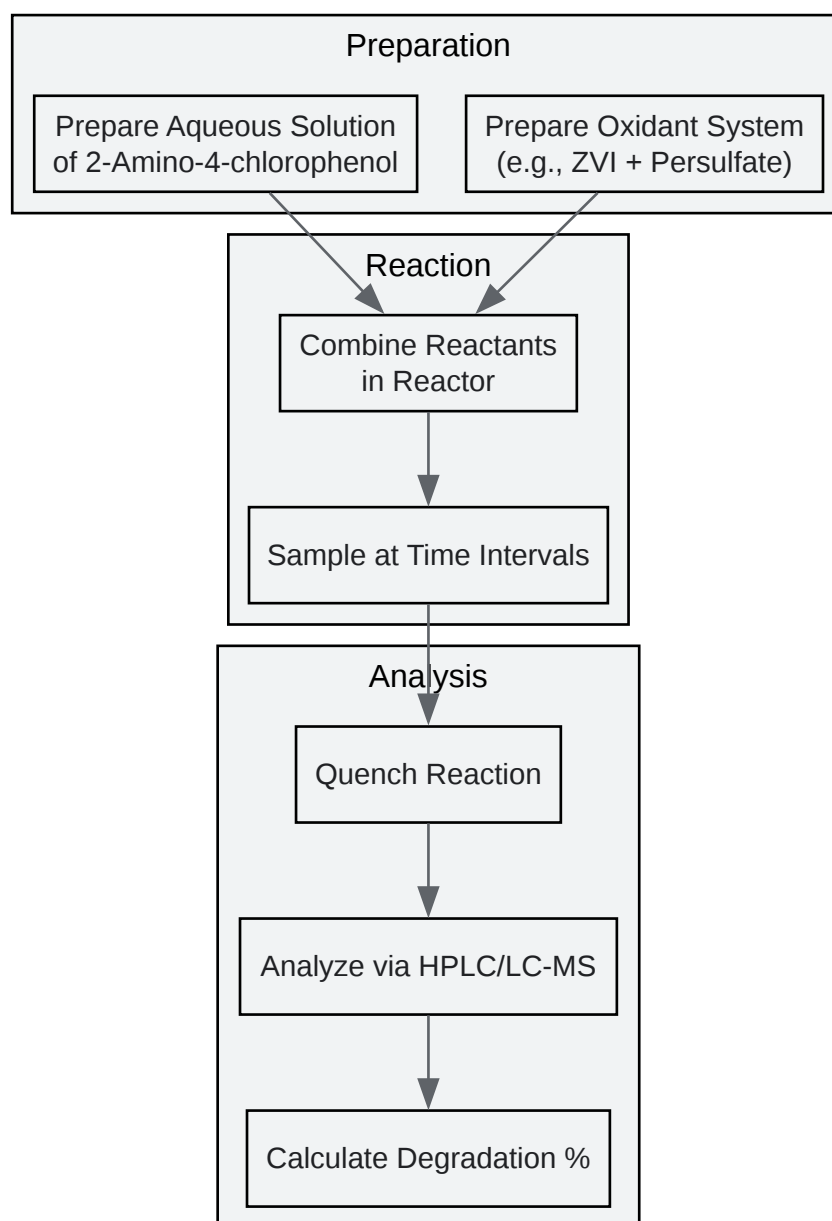 Preparation
Prepare Aqueous Solution
of 2-Amino-4-chlorophenol
Prepare Oxidant System
(e.g., ZVI + Persulfate)
Reaction
Combine Reactants
in Reactor
Sample at Time Intervals
Analysis
Quench Reaction
Analyze via HPLC/LC-MS
Calculate Degradation %